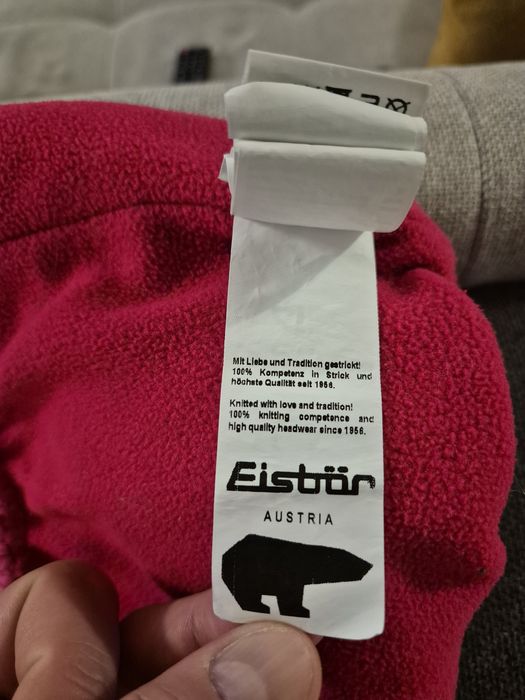 Mit Liebe und Tradition gestrickt!
100% Kompetenz in Strick und
höchste Qualität seit 1956.
Knitted with love and tradition!
100% knitting competence and
high quality headwear since 1956.
Eisbär
AUSTRIA